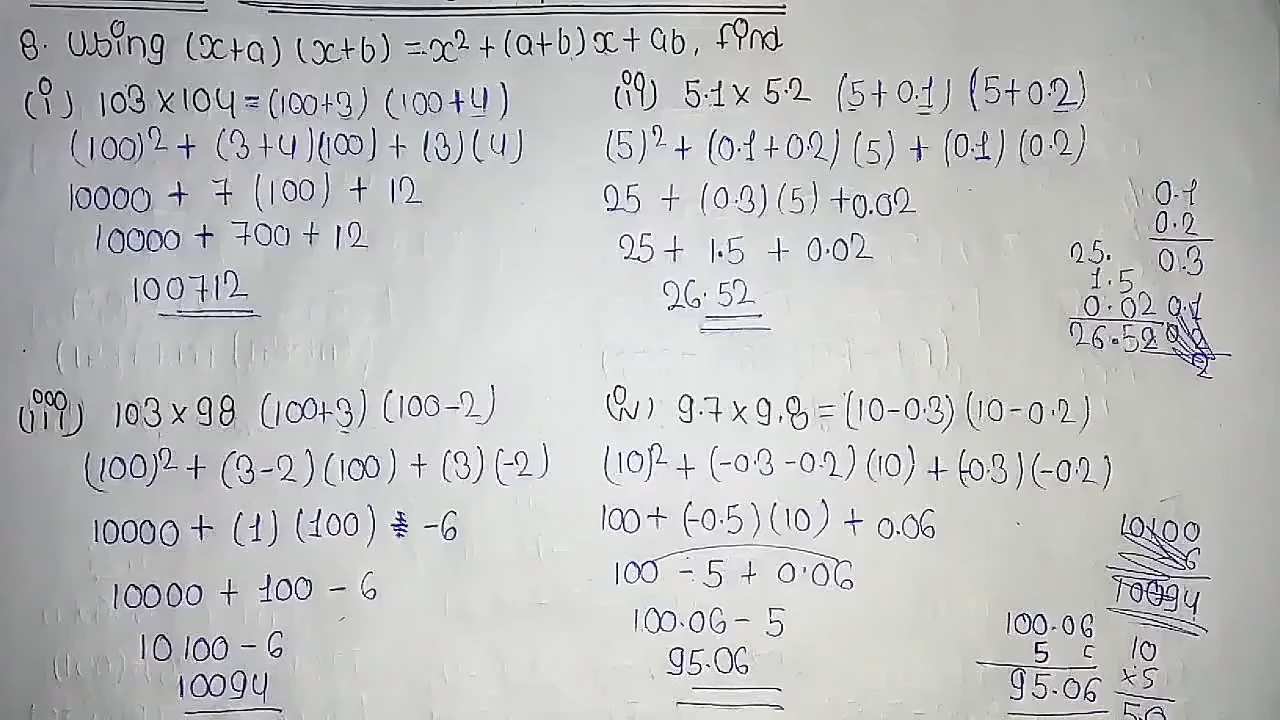 8. Using (x+a) (x+b) = x² + (a+b)x + ab, find
(i) 103 × 104 = (100+3) (100+4)
(100)² + (3+4)(100) + (3)(4)
10000 + 7 (100) + 12
10000 + 700 + 12
100712
(ii) 5.1 × 5.2 (5+0.1) (5+0.2)
(5)² + (0.1+0.2) (5) + (0.1) (0.2)
25 + (0.3)(5) + 0.02
25 + 1.5 + 0.02
26.52
0.1
0.2
0.3
25.
1.5
0.02
26.52
(iii) 103 × 98 (100+3) (100-2)
(100)² + (3-2)(100) + (3)(-2)
10000 + (1) (100) -6
10000 + 100 - 6
10100 - 6
10094
(iv) 9.7 × 9.8 = (10-0.3) (10-0.2)
(10)² + (-0.3 -0.2) (10) + (-0.3)(-0.2)
100 + (-0.5) (10) + 0.06
100 - 5 + 0.06
100.06 - 5
95.06
10100
6
10094
100.06
5
95.06
10
×5
50